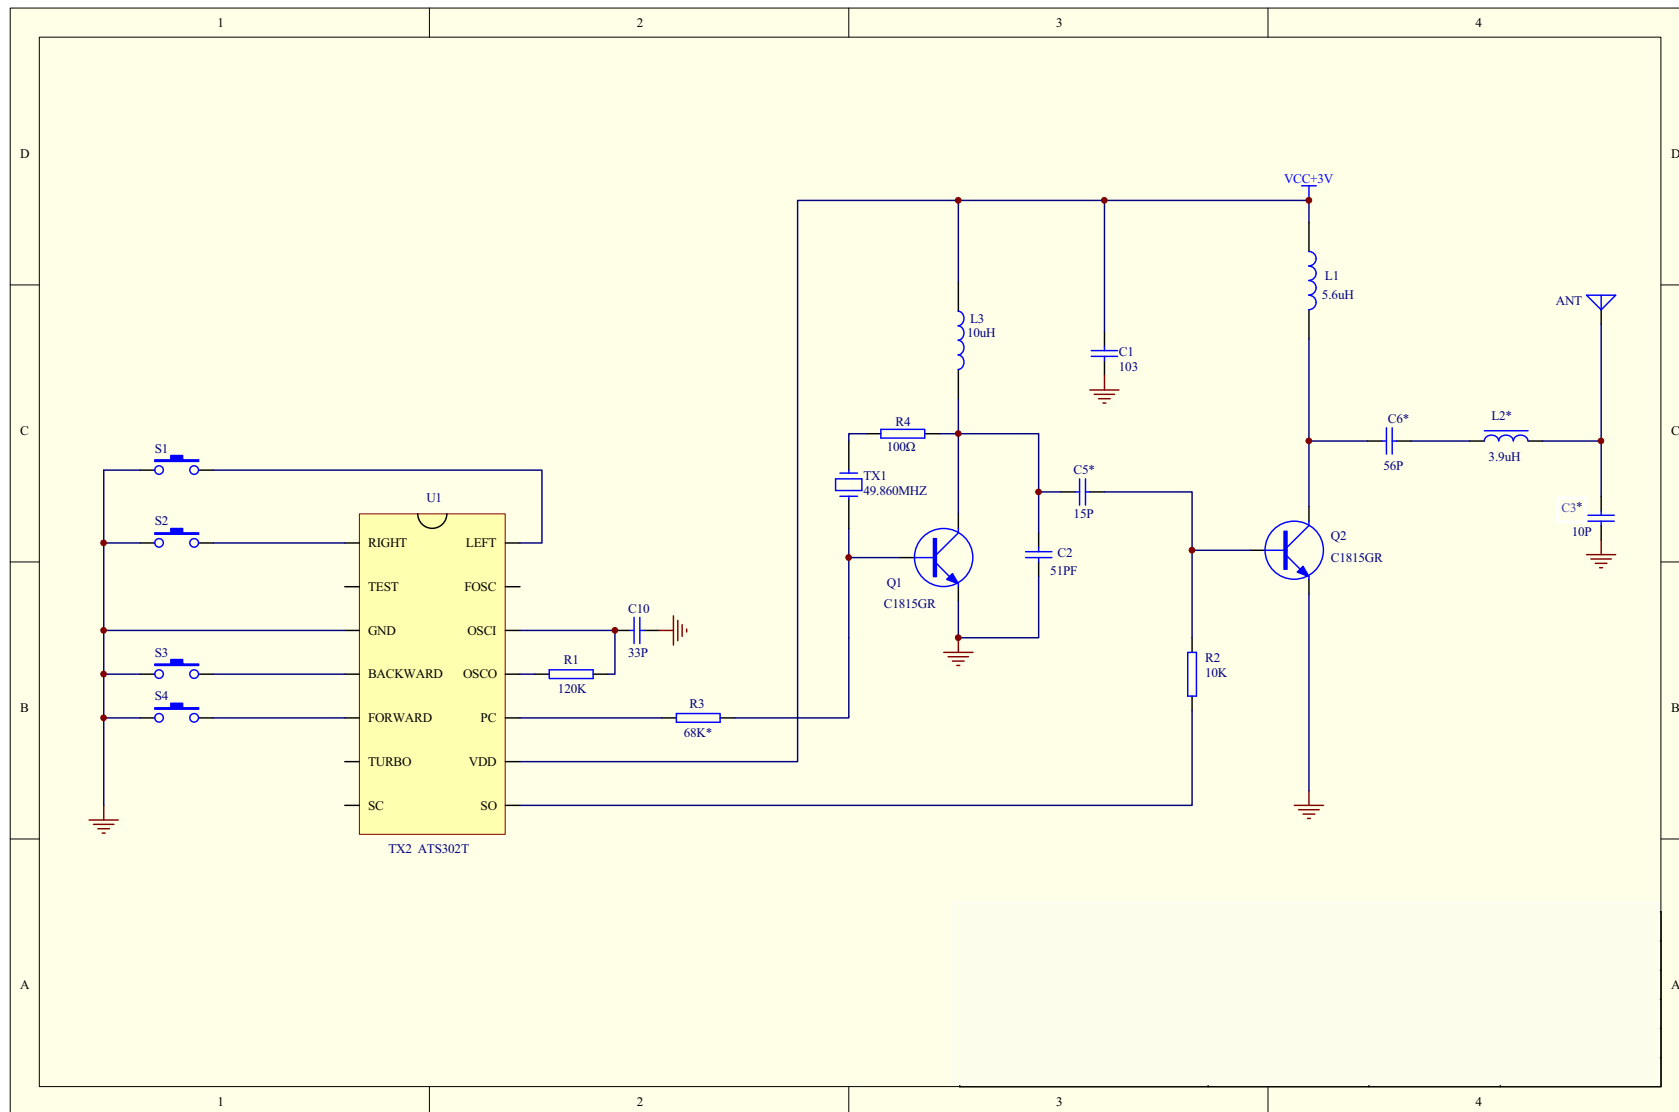 1 2 3 4
D D
VCC+3V
L1
5.6uH
ANT
L3
10uH
C1
103
C C
R4
100Ω
C6*
56P
L2*
3.9uH
S1
TX1
49.860MHZ
C5*
15P
C3*
10P
U1
S2
RIGHT LEFT
Q2
C1815GR
C2
51PF
Q1
C1815GR
TEST FOSC
C10
33P
GND OSCI
S3
R1
120K
BACKWARD OSCO
R2
10K
S4
R3
68K*
FORWARD PC
B B
TURBO VDD
SC SO
TX2 ATS302T
A A
1 2 3 4